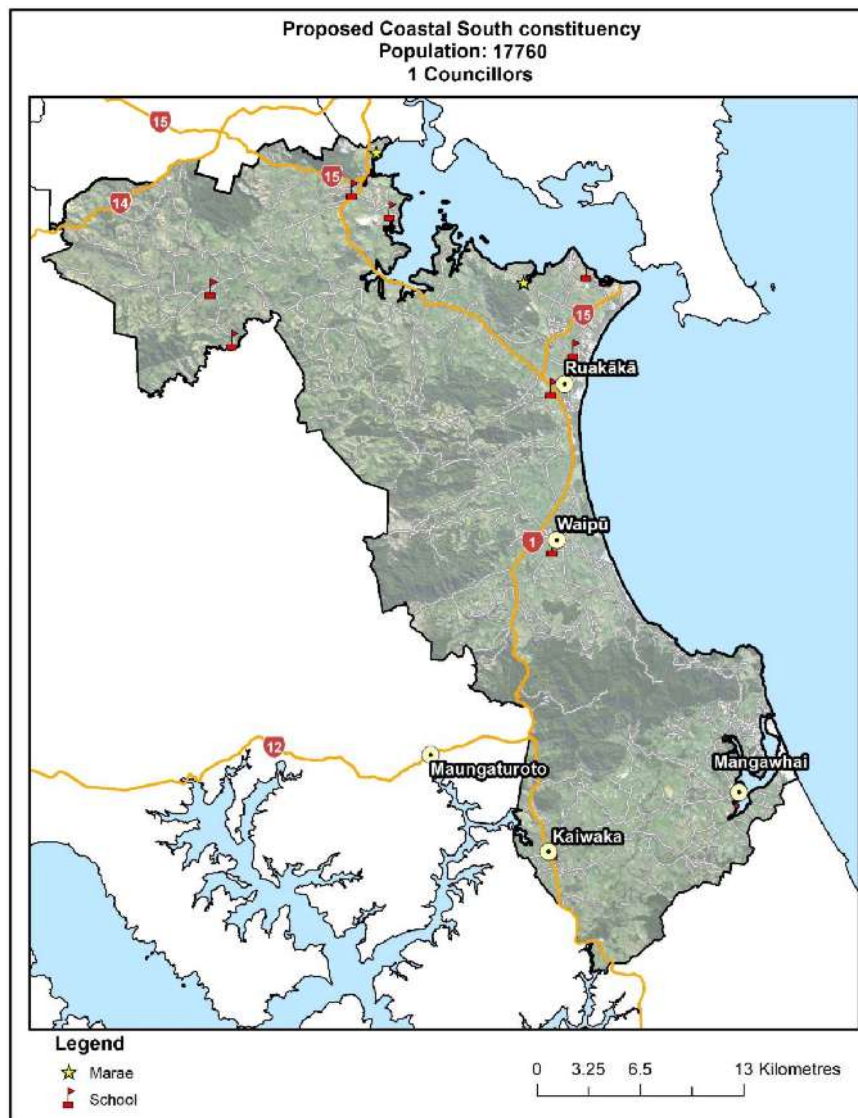 Proposed Coastal South constituency
Population: 17760
1 Councillors
15
15
14
15
Ruakākā
Waipū
1
12
Maungaturoto
Mangawhai
Kaiwaka
Legend
Marae
School
0 3.25 6.5 13 Kilometres